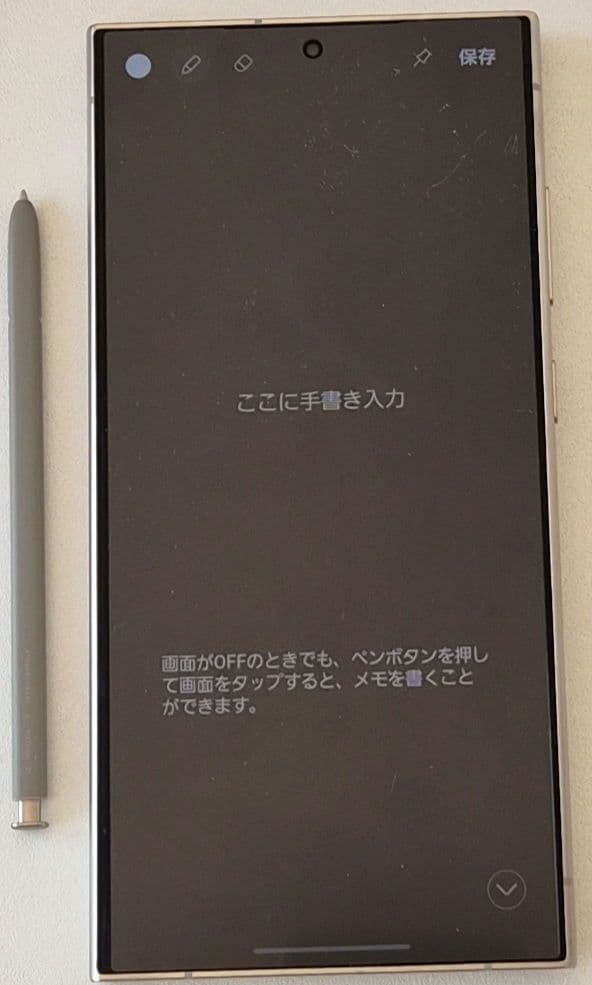 保存
ここに手書き入力
画面がOFFのときでも、ペンボタンを押し
て画面をタップすると、メモを書くこと
ができます。